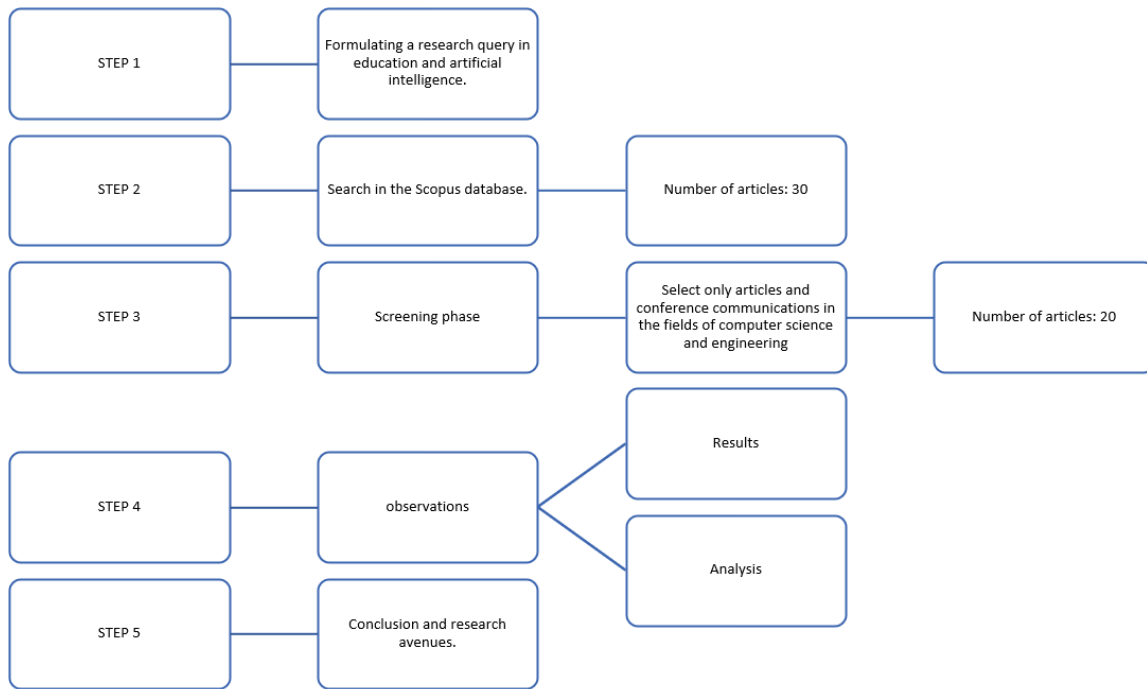 STEP 1
Formulating a research query in
education and artificial
intelligence.
STEP 2
Search in the Scopus database.
Number of articles: 30
STEP 3
Screening phase
Select only articles and
conference communications in
the fields of computer science
and engineering
Number of articles: 20
STEP 4
observations
Results
Analysis
STEP 5
Conclusion and research
avenues.